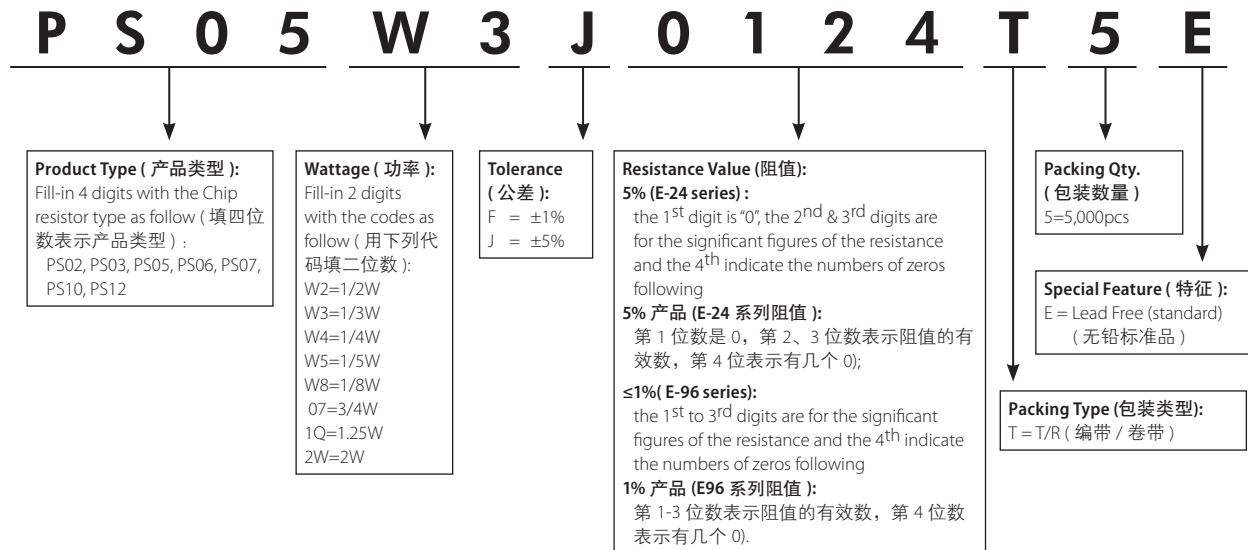 PS05W3J0124T5E
Product Type ( 产品类型 ):
Fill-in 4 digits with the Chip
resistor type as follow ( 填四位
数表示产品类型 ) :
PS02, PS03, PS05, PS06, PS07,
PS10, PS12
Wattage ( 功率 ):
Fill-in 2 digits
with the codes as
follow ( 用下列代
码填二位数 ):
W2=1/2W
W3=1/3W
W4=1/4W
W5=1/5W
W8=1/8W
07=3/4W
1Q=1.25W
2W=2W
Tolerance
( 公差 ):
F = ±1%
J = ±5%
Resistance Value (阻值):
5% (E-24 series) :
the 1st digit is "0", the 2nd & 3rd digits are
for the significant figures of the resistance
and the 4th indicate the numbers of zeros
following
5% 产品 (E-24 系列阻值 ):
第 1 位数是 0，第 2、3 位数表示阻值的有
效数，第 4 位表示有几个 0);
≤1%( E-96 series):
the 1st to 3rd digits are for the significant
figures of the resistance and the 4th indicate
the numbers of zeros following
1% 产品 (E96 系列阻值 ):
第 1-3 位数表示阻值的有效数，第 4 位数
表示有几个 0).
Packing Qty.
( 包装数量 )
5=5,000pcs
Special Feature ( 特征 ):
E = Lead Free (standard)
( 无铅标准品 )
Packing Type (包装类型):
T = T/R ( 编带 / 卷带 )